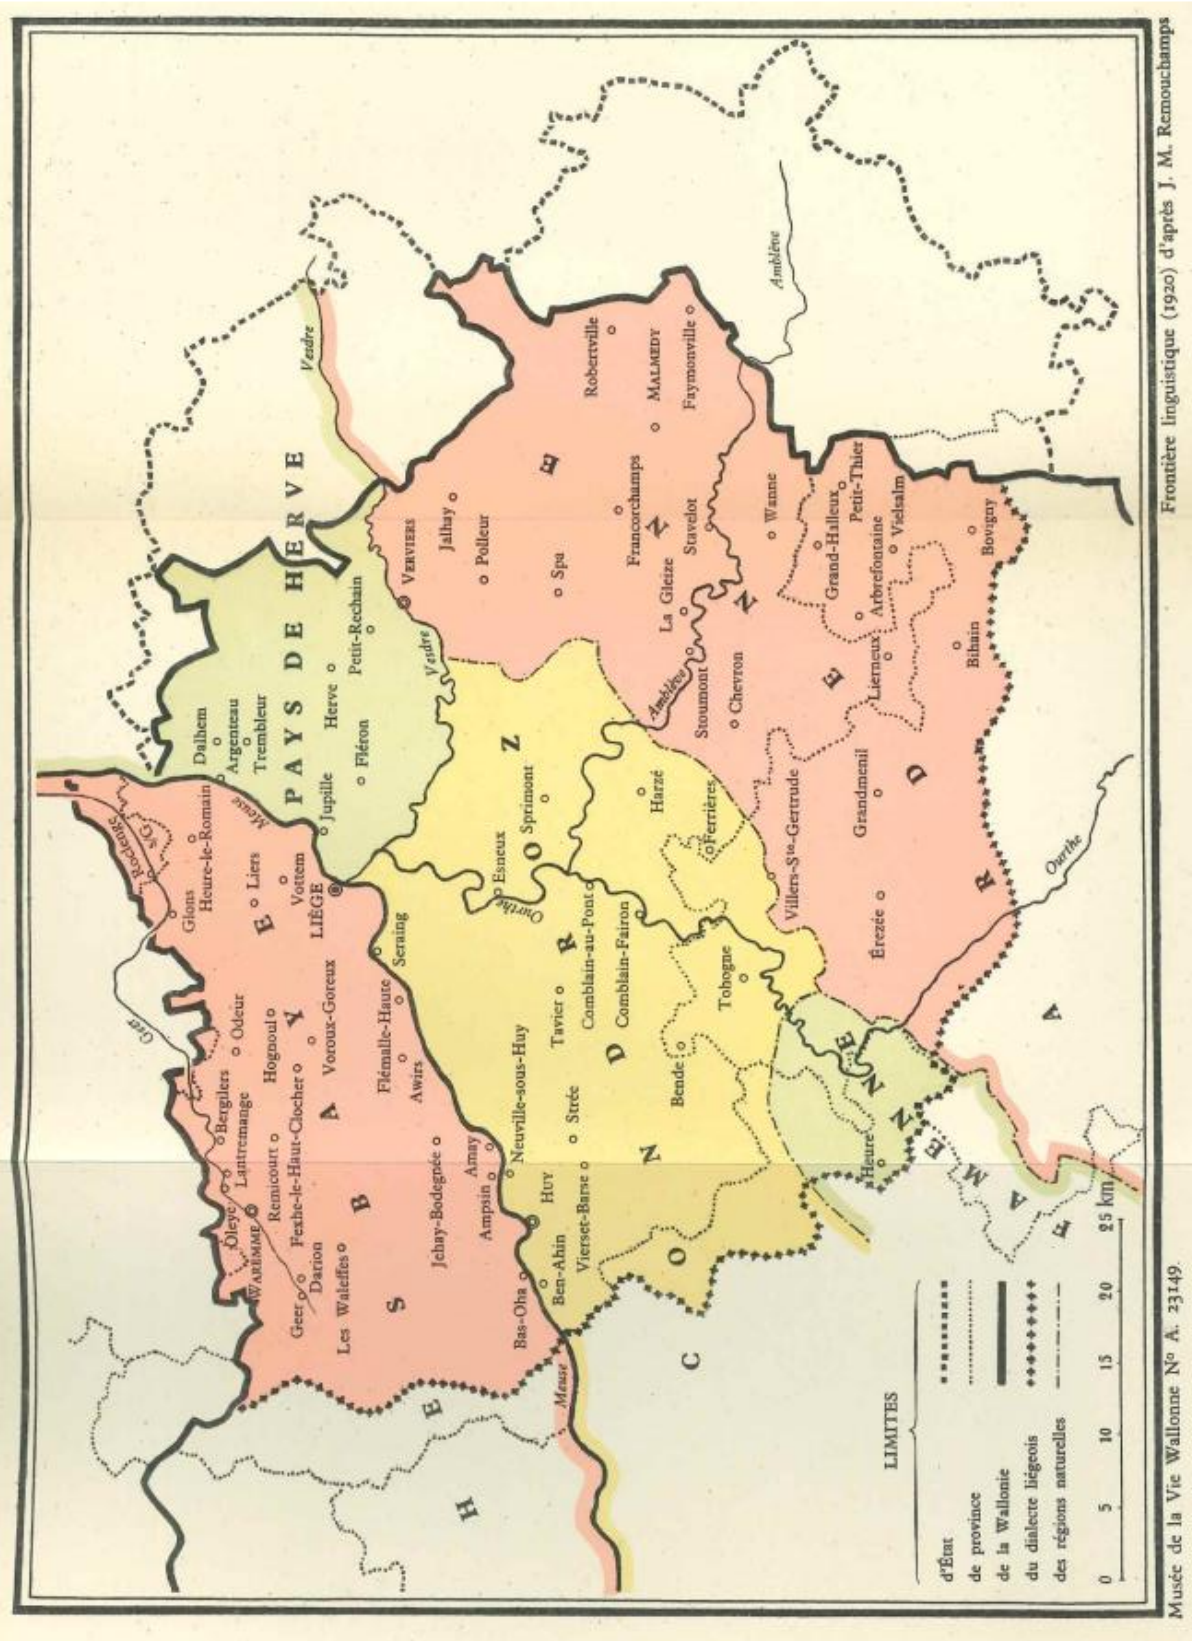 Rocleng
s/G
Geer
Glons
Heure-le-Romain
Meuse
Dalhem
Argenteau
Trembleur
PAYS DE HERVE
Vesdre
Liers
Vottem
LIÈGE
Jupille
Fléron
Herve
Petit-Rechain
VERVIERS
Vesdre
Jalhay
Polleur
Spa
Francorchamps
Robertville
MALMEDY
Faymonville
Amblève
Oleye
Bergilers
Lantremange
Odeur
Hognoul
WAREMME
Remicourt
Fexhe-le-Haut-Clocher
Voroux-Goreux
Geer
Darion
Les Waleffes
HESBAYE
Jehay-Bodegnée
Flémalle-Haute
Awirs
Seraing
Amay
Ampsin
Bas-Oha
Meuse
Neuville-sous-Huy
HUY
Ben-Ahin
Vierset-Barse
Strée
Tavier
Esneux
Ourthe
Sprimont
Comblain-au-Pont
Comblain-Fairon
Harzé
Ferrières
Bende
Tohogne
CONDROZ
La Gleize
Stavelot
Amblève
Stoumont
Chevron
Wanne
Grand-Halleux
Petit-Thier
Arbrefontaine
Vielsalm
Lierneux
Bovigny
Bihain
Villers-Ste-Gertrude
Grandmenil
Érezée
Ourthe
ARDENNE
Heure
FAMENNE
LIMITES
d'État
de province
de la Wallonie
du dialecte liégeois
des régions naturelles
0 5 10 15 20 25 km
Musée de la Vie Wallonne No A. 23149.
Frontière linguistique (1920) d'après J. M. Remouchamps